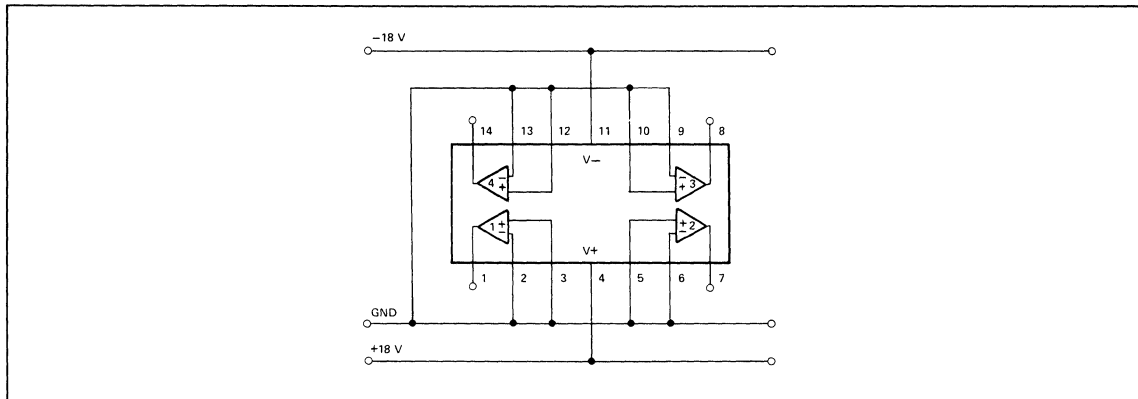 −18 V
14 13 12 11 10 9 8
V−
4 − + − + 3
1 + − + − 2
V+
1 2 3 4 5 6 7
GND
+18 V